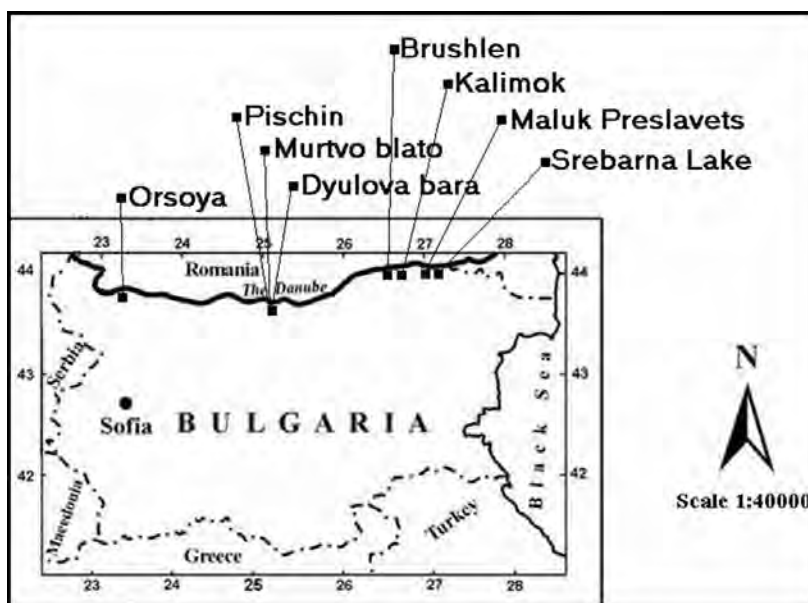 Brushlen
Kalimok
Pischin
Maluk Preslavets
Murtvo blato
Srebarna Lake
Dyulova bara
Orsoya
23 24 25 26 27 28
44 Romania The Danube 44
Serbia
43 43
Sofia BULGARIA
Black Sea
N
42 42
Macedonia
Turkey
Greece
Scale 1:40000
23 24 25 26 27 28